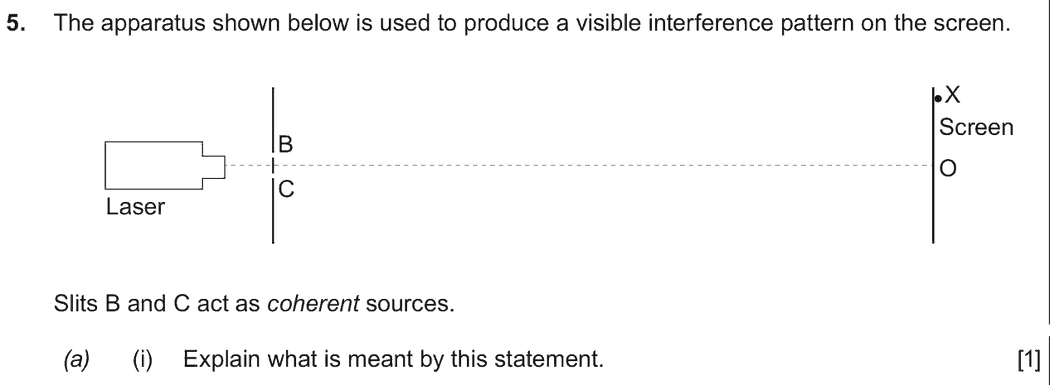 5. The apparatus shown below is used to produce a visible interference pattern on the screen.
X
B
Screen
O
C
Laser
Slits B and C act as coherent sources.
(a) (i) Explain what is meant by this statement. [1]